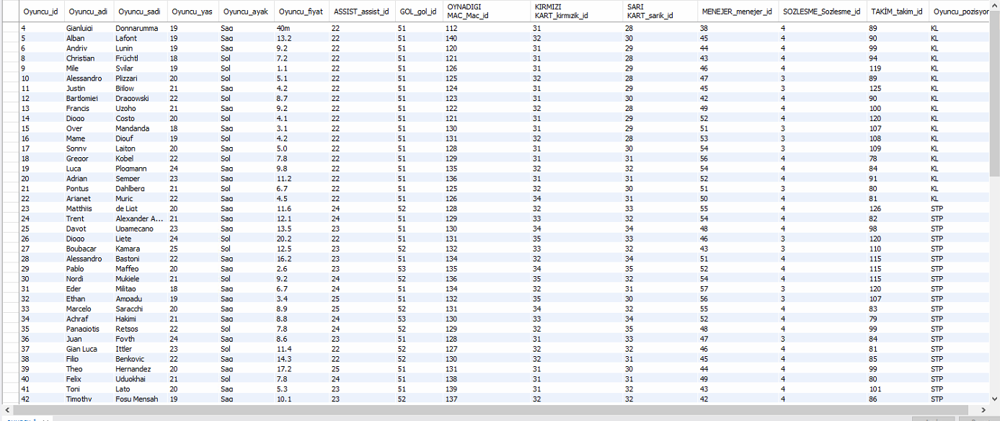 Oyuncu_id Oyuncu_adi Oyuncu_sadi Oyuncu_yas Oyuncu_ayak Oyuncu_fiyat ASSIST_assist_id GOL_gol_id OYNADIGI MAC_Mac_id KIRMIZI KART_kirmızik_id SARI KART_sarik_id MENEJER_menejer_id SOZLESME_Sozlesme_id TAKİM_takim_id Oyuncu_pozisyon
4 Gianluigi Donnarumma 19 Sag 40m 22 51 112 31 28 38 4 89 KL
5 Alban Lafont 19 Sag 13.2 22 51 140 32 30 45 4 90 KL
6 Andriv Lunin 19 Sag 9.2 22 51 120 31 29 44 4 99 KL
8 Christian Früchtl 18 Sag 7.2 22 51 121 31 28 43 4 94 KL
9 Mile Svilar 19 Sol 1.1 22 51 126 31 29 46 4 119 KL
10 Alessandro Plizzari 20 Sol 5.1 22 51 125 32 28 47 3 89 KL
11 Justin Bijlow 21 Sag 4.2 22 51 124 31 29 45 3 125 KL
12 Bartlomiej Dragowski 22 Sol 8.7 22 51 123 31 30 42 4 90 KL
13 Francis Uzoho 21 Sag 9.2 22 51 122 32 28 49 4 100 KL
14 Diogo Costo 20 Sol 4.1 22 51 121 31 29 52 4 120 KL
15 Over Mandanda 18 Sag 3.1 22 51 130 31 29 51 3 107 KL
16 Mame Diouf 19 Sol 4.2 22 51 131 32 28 53 3 108 KL
17 Sonny Laiton 20 Sag 5.0 22 51 128 31 30 54 3 109 KL
18 Gregor Kobel 22 Sol 7.8 22 51 129 31 31 56 4 78 KL
19 Luca Plogmann 24 Sag 9.8 22 51 135 32 32 54 4 84 KL
20 Adrian Semper 23 Sag 11.2 22 51 136 31 31 52 4 91 KL
21 Pontus Dahlberg 21 Sol 6.7 22 51 125 32 30 51 3 80 KL
22 Arianet Muric 22 Sag 4.5 22 51 126 34 31 50 4 81 KL
23 Matthijs de Ligt 20 Sag 11.6 24 52 128 32 33 55 4 126 STP
24 Trent Alexander A... 21 Sag 12.1 24 51 129 33 32 54 4 82 STP
25 Davot Upamecano 23 Sag 13.5 23 51 130 34 34 48 4 98 STP
26 Diogo Liete 24 Sol 20.2 22 51 131 35 33 46 3 120 STP
27 Boubacar Kamara 25 Sol 12.5 23 52 132 33 32 43 3 110 STP
28 Alessandro Bastoni 22 Sag 16.2 23 51 134 32 34 51 4 115 STP
29 Pablo Maffeo 20 Sag 2.6 23 53 135 34 35 52 4 115 STP
30 Nordi Mukiele 21 Sol 9.2 24 52 136 35 32 54 4 115 STP
31 Eder Militao 18 Sag 6.7 24 51 134 32 31 57 3 120 STP
32 Ethan Ampadu 19 Sag 3.4 25 51 132 35 30 56 3 107 STP
33 Marcelo Saracchi 20 Sag 8.9 25 52 131 34 32 55 4 83 STP
34 Achraf Hakimi 21 Sag 8.8 24 53 130 33 34 52 4 79 STP
35 Panagiotis Retsos 22 Sol 7.8 24 52 129 32 35 48 4 99 STP
36 Juan Foyth 24 Sag 8.6 23 51 128 31 33 47 3 84 STP
37 Gian Luca Ittler 23 Sol 11.4 22 52 127 32 32 46 4 81 STP
38 Filip Benkovic 22 Sag 14.3 22 52 130 32 31 45 4 85 STP
39 Theo Hernandez 20 Sag 17.2 25 51 131 31 30 44 4 99 STP
40 Felix Uduokhai 21 Sol 7.8 24 51 138 31 31 49 4 80 STP
41 Toni Lato 20 Sag 5.3 23 51 139 31 32 43 4 101 STP
42 Timothy Fosu Mensah 19 Sag 10.1 23 52 137 32 32 42 4 86 STP